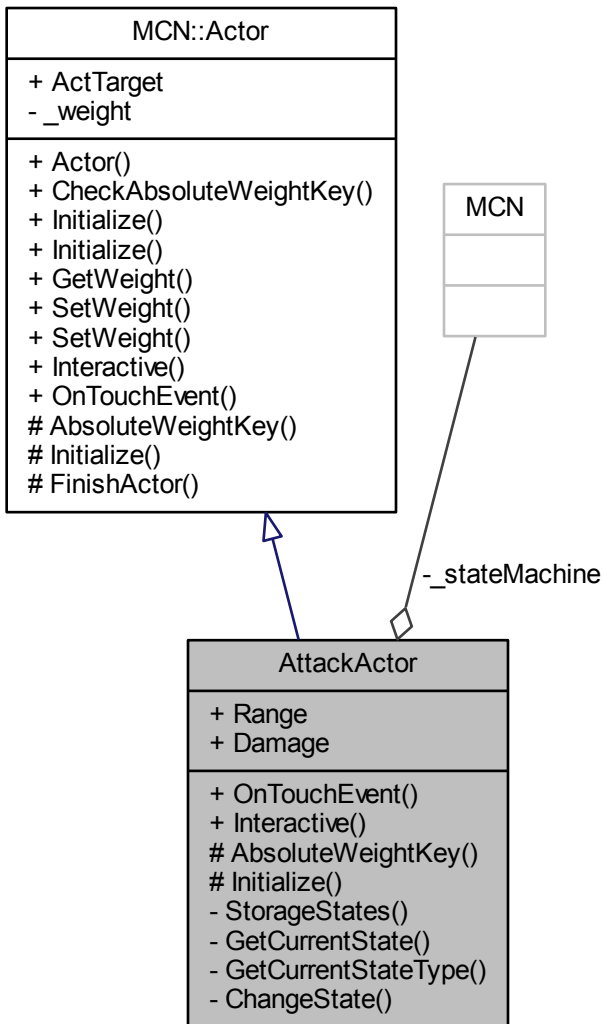 MCN::Actor
+ ActTarget
- _weight
+ Actor()
+ CheckAbsoluteWeightKey()
+ Initialize()
+ Initialize()
+ GetWeight()
+ SetWeight()
+ SetWeight()
+ Interactive()
+ OnTouchEvent()
# AbsoluteWeightKey()
# Initialize()
# FinishActor()
MCN
-_stateMachine
AttackActor
+ Range
+ Damage
+ OnTouchEvent()
+ Interactive()
# AbsoluteWeightKey()
# Initialize()
- StorageStates()
- GetCurrentState()
- GetCurrentStateType()
- ChangeState()